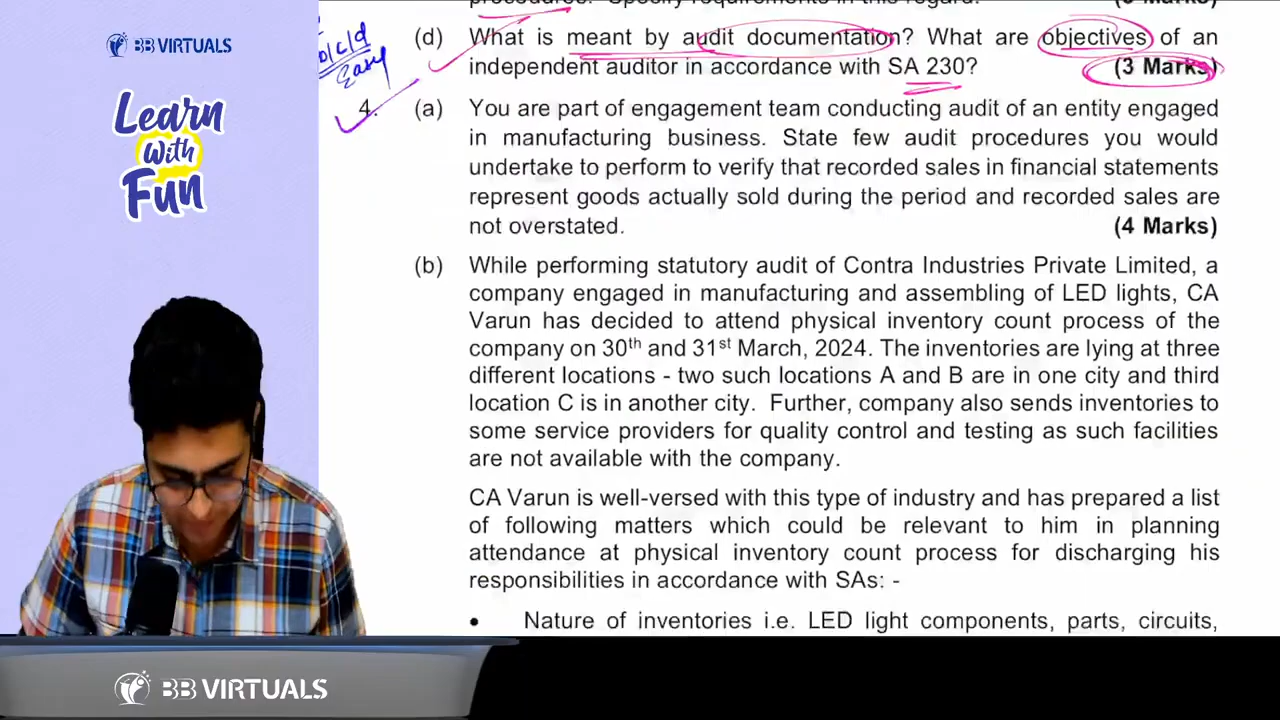 procedures. Specify requirements in this regard.
BB VIRTUALS
Learn
With
Fun
b/c/d
Easy
(d) What is meant by audit documentation? What are objectives of an
independent auditor in accordance with SA 230? (3 Marks)
4. (a) You are part of engagement team conducting audit of an entity engaged
in manufacturing business. State few audit procedures you would
undertake to perform to verify that recorded sales in financial statements
represent goods actually sold during the period and recorded sales are
not overstated. (4 Marks)
(b) While performing statutory audit of Contra Industries Private Limited, a
company engaged in manufacturing and assembling of LED lights, CA
Varun has decided to attend physical inventory count process of the
company on 30th and 31st March, 2024. The inventories are lying at three
different locations - two such locations A and B are in one city and third
location C is in another city. Further, company also sends inventories to
some service providers for quality control and testing as such facilities
are not available with the company.
CA Varun is well-versed with this type of industry and has prepared a list
of following matters which could be relevant to him in planning
attendance at physical inventory count process for discharging his
responsibilities in accordance with SAs: -
• Nature of inventories i.e. LED light components, parts, circuits,
BB VIRTUALS